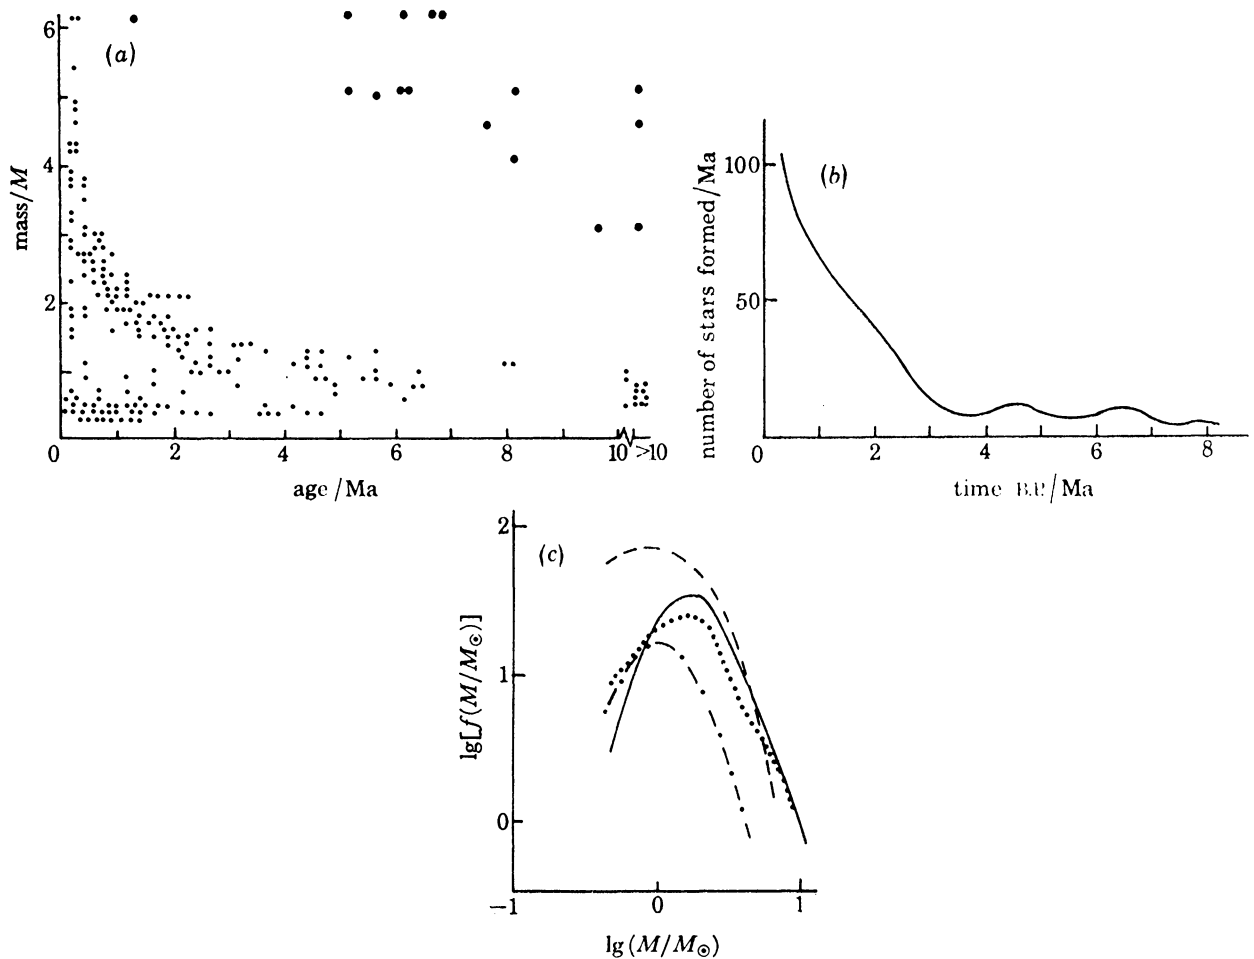 6
(a)
4
mass/M
2
0 2 4 6 8 10 >10
age/Ma
100
(b)
number of stars formed/Ma
50
0 2 4 6 8
time B.P./Ma
2
(c)
lg[f(M/M☉)]
1
0
−1 0 1
lg(M/M☉)